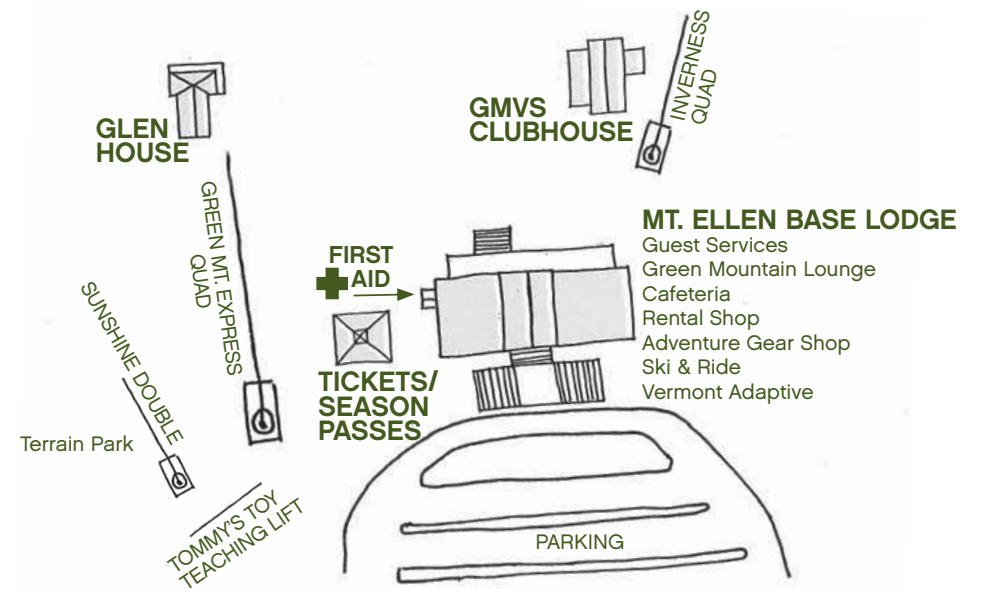 INVERNESS
QUAD
GMVS
CLUBHOUSE
GLEN
HOUSE
GREEN MT. EXPRESS
QUAD
MT. ELLEN BASE LODGE
Guest Services
Green Mountain Lounge
Cafeteria
Rental Shop
Adventure Gear Shop
Ski & Ride
Vermont Adaptive
FIRST
AID
TICKETS/
SEASON
PASSES
SUNSHINE DOUBLE
Terrain Park
TOMMY'S TOY
TEACHING LIFT
PARKING